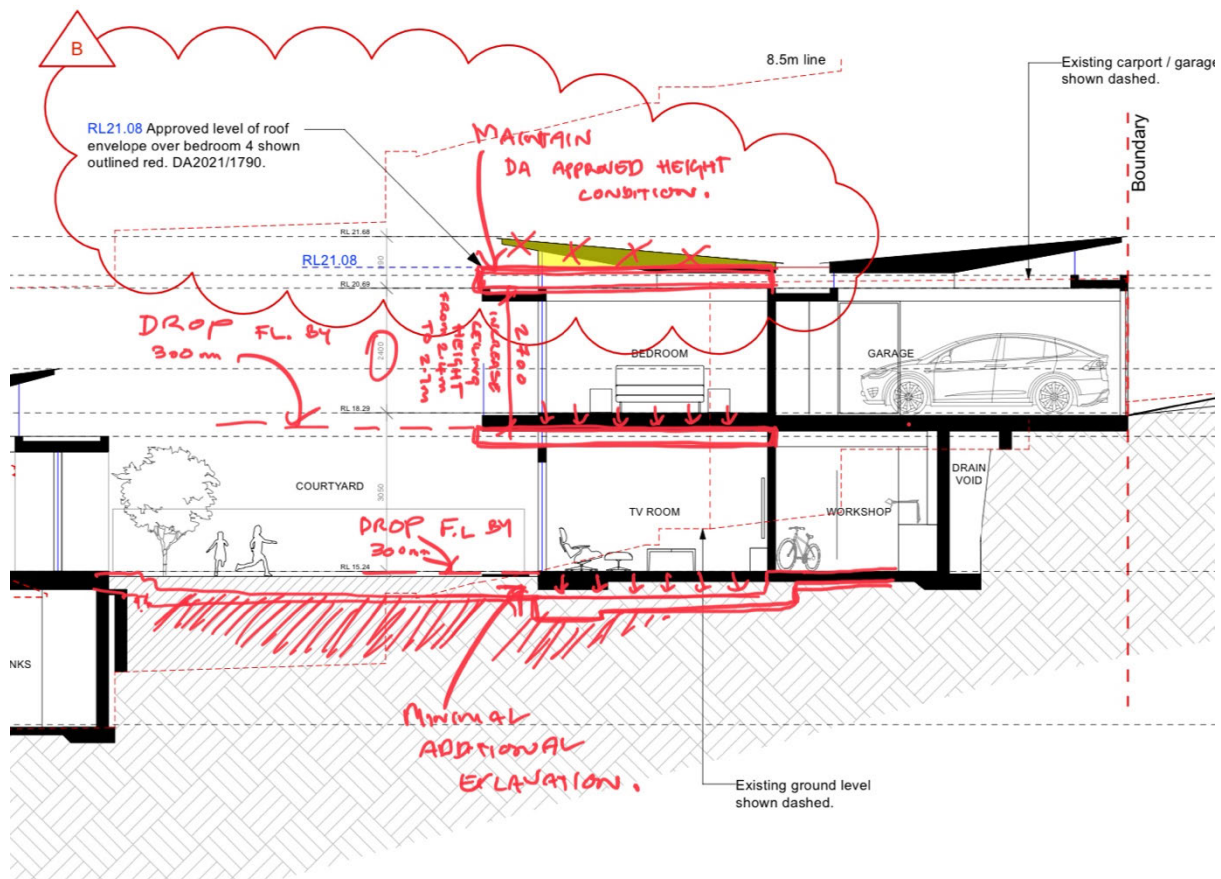 B
8.5m line
Existing carport / garage
shown dashed.
RL21.08 Approved level of roof
envelope over bedroom 4 shown
outlined red. DA2021/1790.
MAINTAIN
DA APPROVED HEIGHT
CONDITION.
Boundary
RL 21.68
RL21.08
RL 20.69
DROP FL. BY
300mm
2400
2700
INCREASE
CEILING
HEIGHT
FROM 2.4m
TO 2.7m
BEDROOM
GARAGE
RL 18.29
COURTYARD
3050
TV ROOM
WORKSHOP
DRAIN
VOID
DROP F.L BY
300mm
RL 15.24
NKS
MINIMAL
ADDITIONAL
EXCAVATION.
Existing ground level
shown dashed.